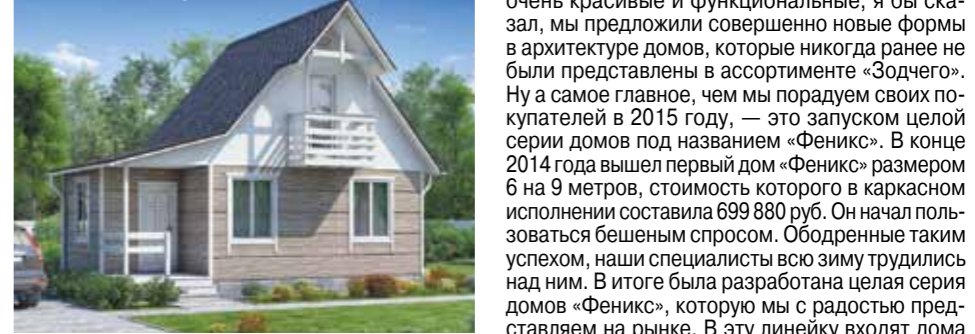 очень красивые и функциональные, я бы ска-
зал, мы предложили совершенно новые формы
в архитектуре домов, которые никогда ранее не
были представлены в ассортименте «Зодчего».
Ну а самое главное, чем мы порадуем своих по-
купателей в 2015 году, — это запуском целой
серии домов под названием «Феникс». В конце
2014 года вышел первый дом «Феникс» размером
6 на 9 метров, стоимость которого в каркасном
исполнении составила 699 880 руб. Он начал поль-
зоваться бешеным спросом. Ободренные таким
успехом, наши специалисты всю зиму трудились
над ним. В итоге была разработана целая серия
домов «Феникс», которую мы с радостью пред-
ставляем на рынке. В эту линейку входят дома